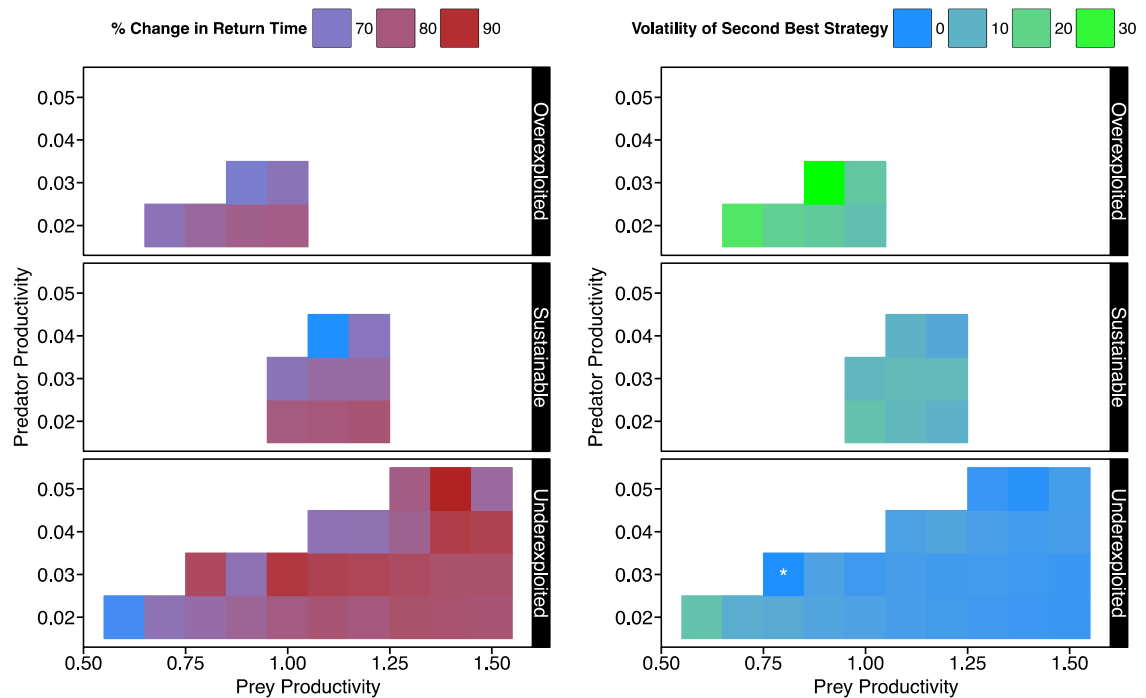 % Change in Return Time 70 80 90
Volatility of Second Best Strategy 0 10 20 30
0.05
0.04
0.03
0.02
Overexploited
0.05
0.04
0.03
0.02
Sustainable
0.05
0.04
0.03
0.02
Underexploited
Predator Productivity
0.50 0.75 1.00 1.25 1.50
Prey Productivity
0.05
0.04
0.03
0.02
Overexploited
0.05
0.04
0.03
0.02
Sustainable
0.05
0.04
0.03
0.02
*
Underexploited
Predator Productivity
0.50 0.75 1.00 1.25 1.50
Prey Productivity